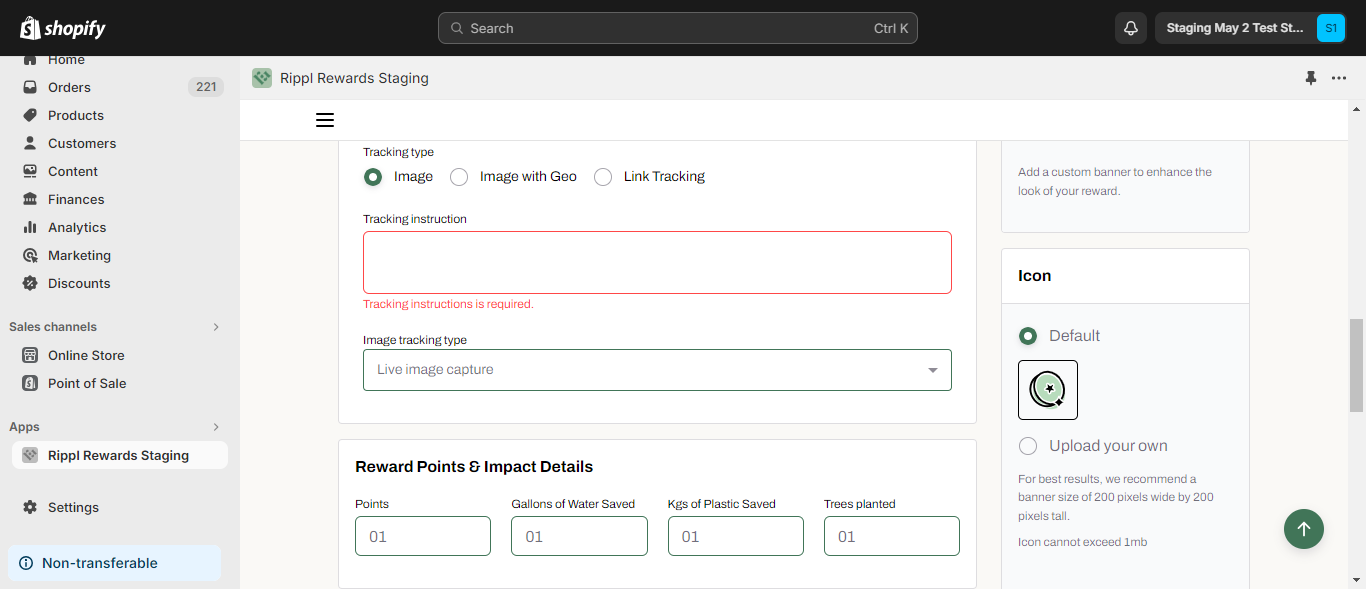 shopify
Search
Ctrl K
Staging May 2 Test St...
S1
Home
Orders
221
Products
Customers
Content
Finances
Analytics
Marketing
Discounts
Sales channels
Online Store
Point of Sale
Apps
Rippl Rewards Staging
Settings
Non-transferable
Rippl Rewards Staging
Tracking type
Image
Image with Geo
Link Tracking
Tracking instruction
Tracking instructions is required.
Image tracking type
Live image capture
Reward Points & Impact Details
Points
Gallons of Water Saved
Kgs of Plastic Saved
Trees planted
01
01
01
01
Add a custom banner to enhance the
look of your reward.
Icon
Default
Upload your own
For best results, we recommend a
banner size of 200 pixels wide by 200
pixels tall.
Icon cannot exceed 1mb